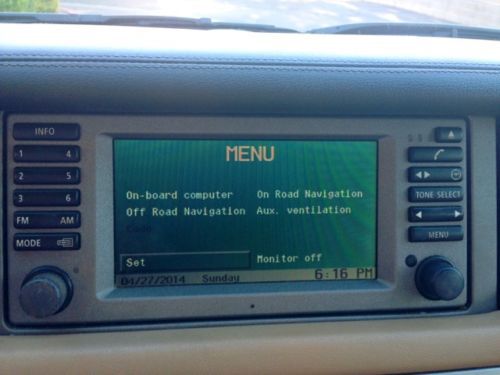 INFO
1 4
2 5
3 6
FM AM
MODE
MENU
On-board computer On Road Navigation
Off Road Navigation Aux. ventilation
Code
Set Monitor off
04/27/2014 Sunday 6:16 PM
TONE SELECT
MENU